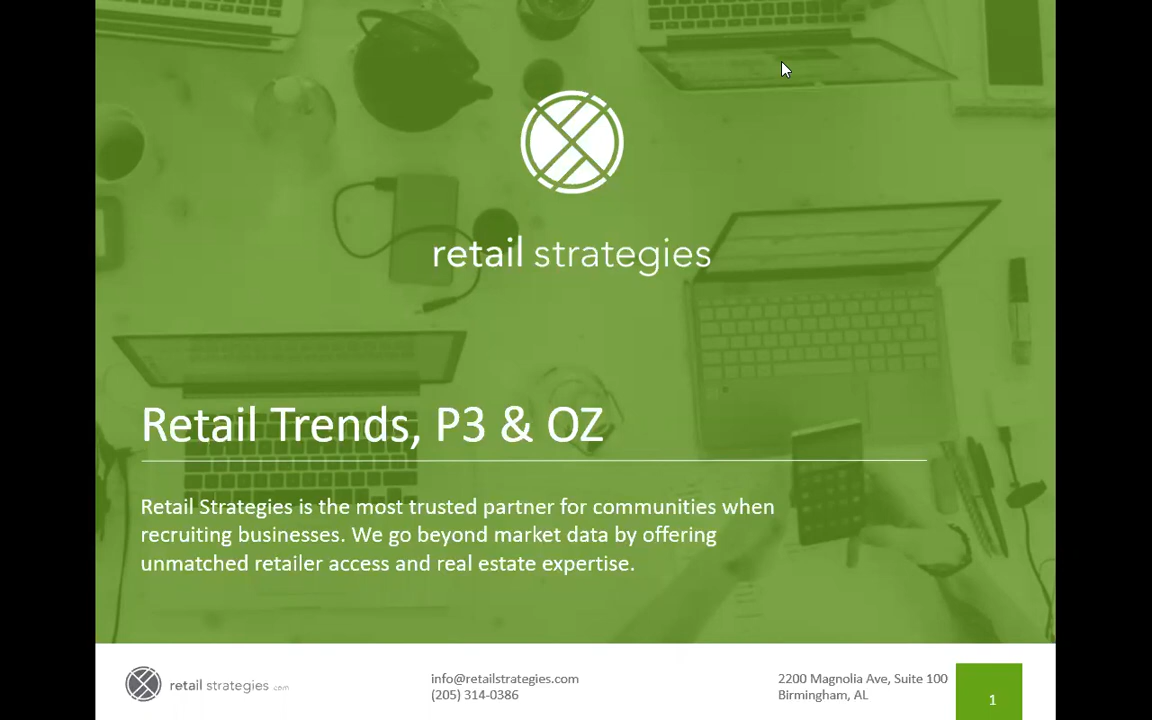 retail strategies
Retail Trends, P3 & OZ
Retail Strategies is the most trusted partner for communities when
recruiting businesses. We go beyond market data by offering
unmatched retailer access and real estate expertise.
retail strategies .com
info@retailstrategies.com
(205) 314-0386
2200 Magnolia Ave, Suite 100
Birmingham, AL
1